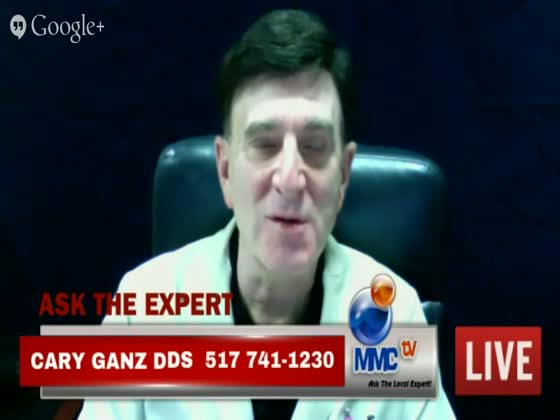 Google+
ASK THE EXPERT
CARY GANZ DDS 517 741-1230
MMC tv
Ask The Local Expert!
LIVE